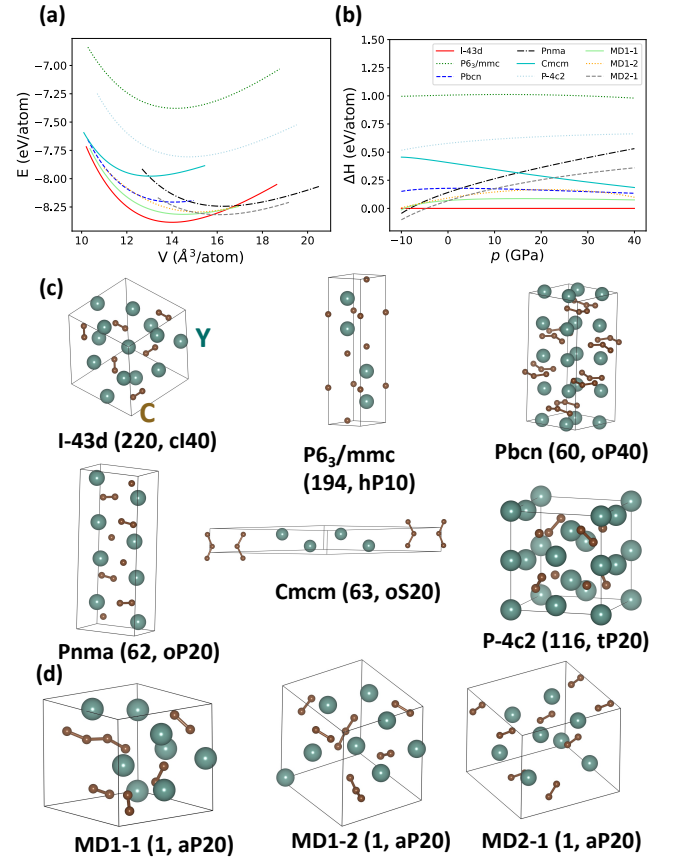 (a)
E (eV/atom)
−7.00
−7.25
−7.50
−7.75
−8.00
−8.25
10 12 14 16 18 20
V (Å³/atom)
(b)
ΔH (eV/atom)
1.50
1.25
1.00
0.75
0.50
0.25
0.00
I-43d Pnma MD1-1
P6₃/mmc Cmcm MD1-2
Pbcn P-4c2 MD2-1
−10 0 10 20 30 40
p (GPa)
(c)
Y
C
I-43d (220, cI40)
P6₃/mmc
(194, hP10)
Pbcn (60, oP40)
Pnma (62, oP20)
Cmcm (63, oS20)
P-4c2 (116, tP20)
(d)
MD1-1 (1, aP20)
MD1-2 (1, aP20)
MD2-1 (1, aP20)